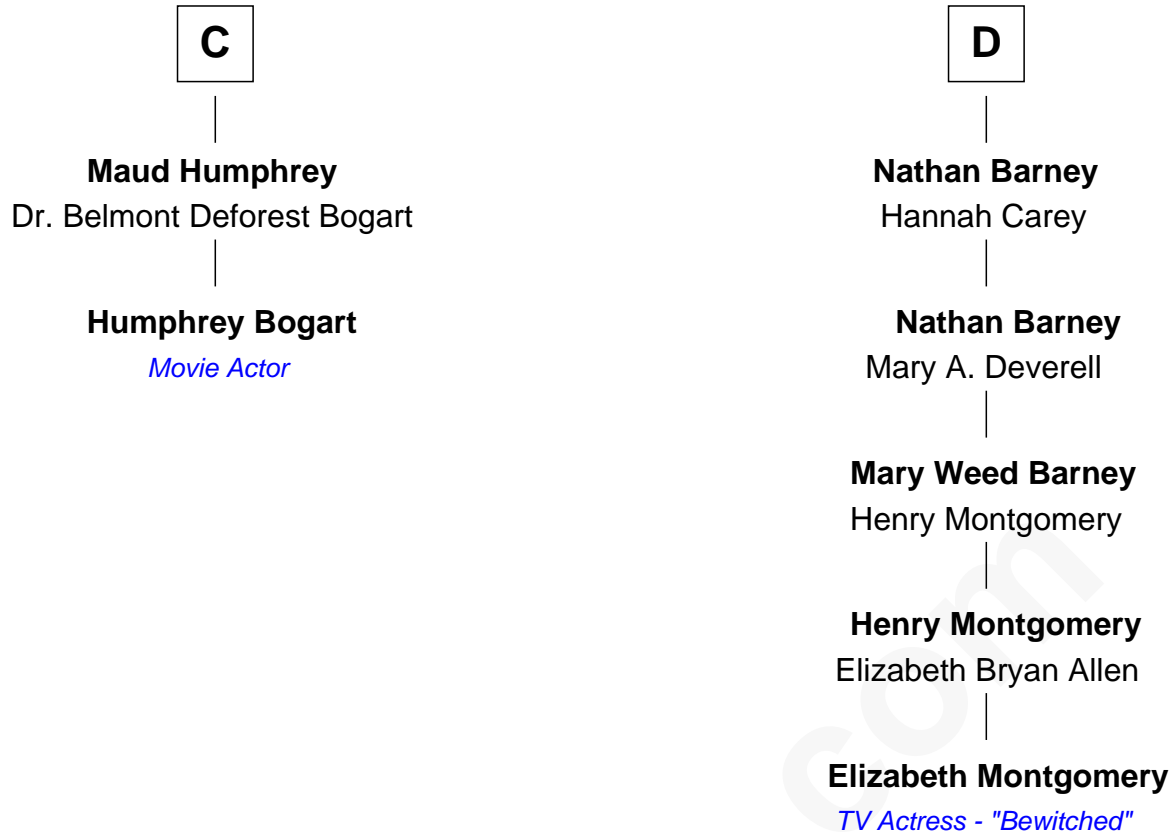 C
Maud Humphrey
Dr. Belmont Deforest Bogart
Humphrey Bogart
Movie Actor
D
Nathan Barney
Hannah Carey
Nathan Barney
Mary A. Deverell
Mary Weed Barney
Henry Montgomery
Henry Montgomery
Elizabeth Bryan Allen
Elizabeth Montgomery
TV Actress - "Bewitched"
com